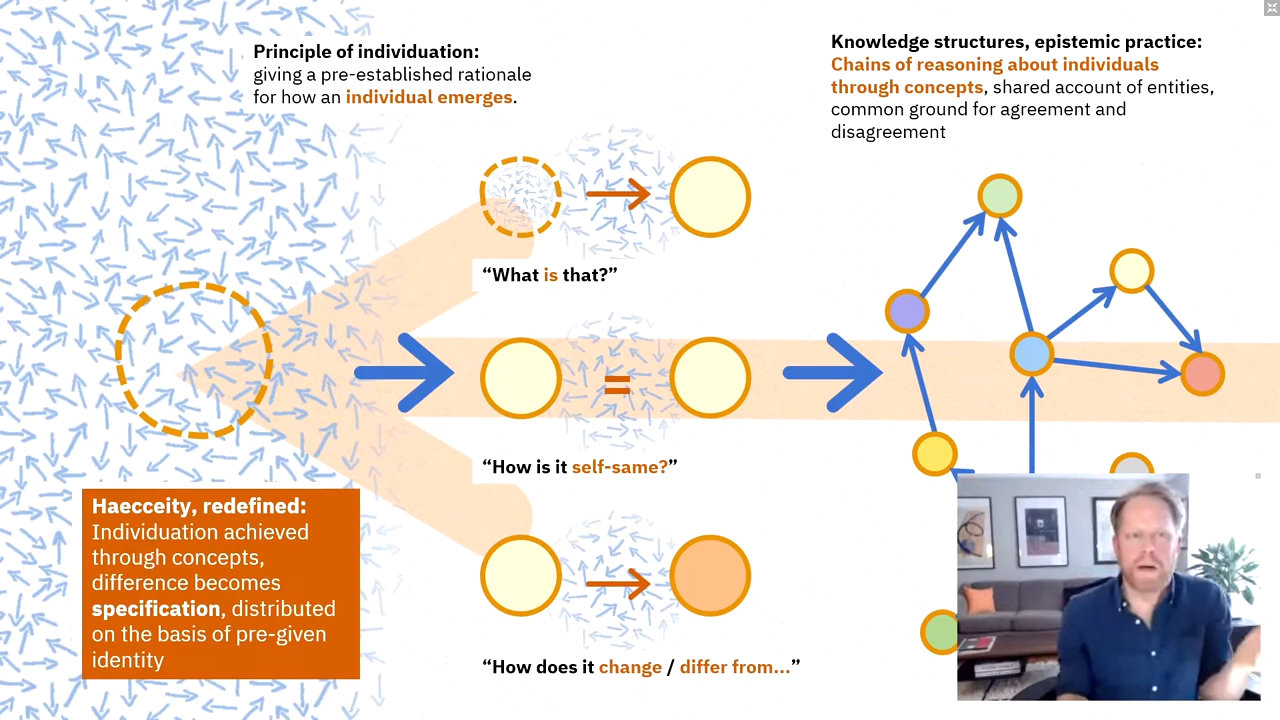 Principle of individuation:
giving a pre-established rationale
for how an individual emerges.
Knowledge structures, epistemic practice:
Chains of reasoning about individuals
through concepts, shared account of entities,
common ground for agreement and
disagreement
“What is that?”
=
“How is it self-same?”
Haecceity, redefined:
Individuation achieved
through concepts,
difference becomes
specification, distributed
on the basis of pre-given
identity
“How does it change / differ from...”